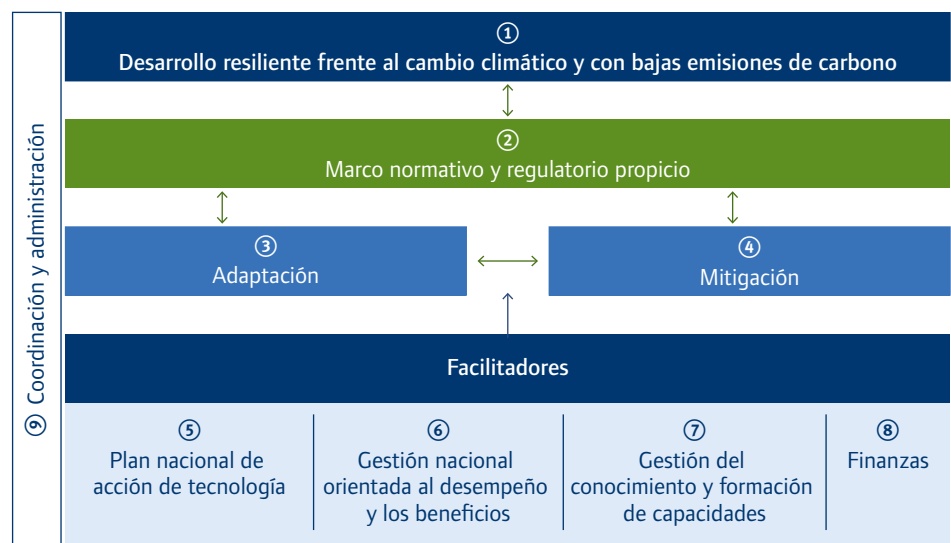 ⑨ Coordinación y administración
①
Desarrollo resiliente frente al cambio climático y con bajas emisiones de carbono
②
Marco normativo y regulatorio propicio
③
Adaptación
④
Mitigación
Facilitadores
⑤
Plan nacional de
acción de tecnología
⑥
Gestión nacional
orientada al desempeño
y los beneficios
⑦
Gestión del
conocimiento y formación
de capacidades
⑧
Finanzas